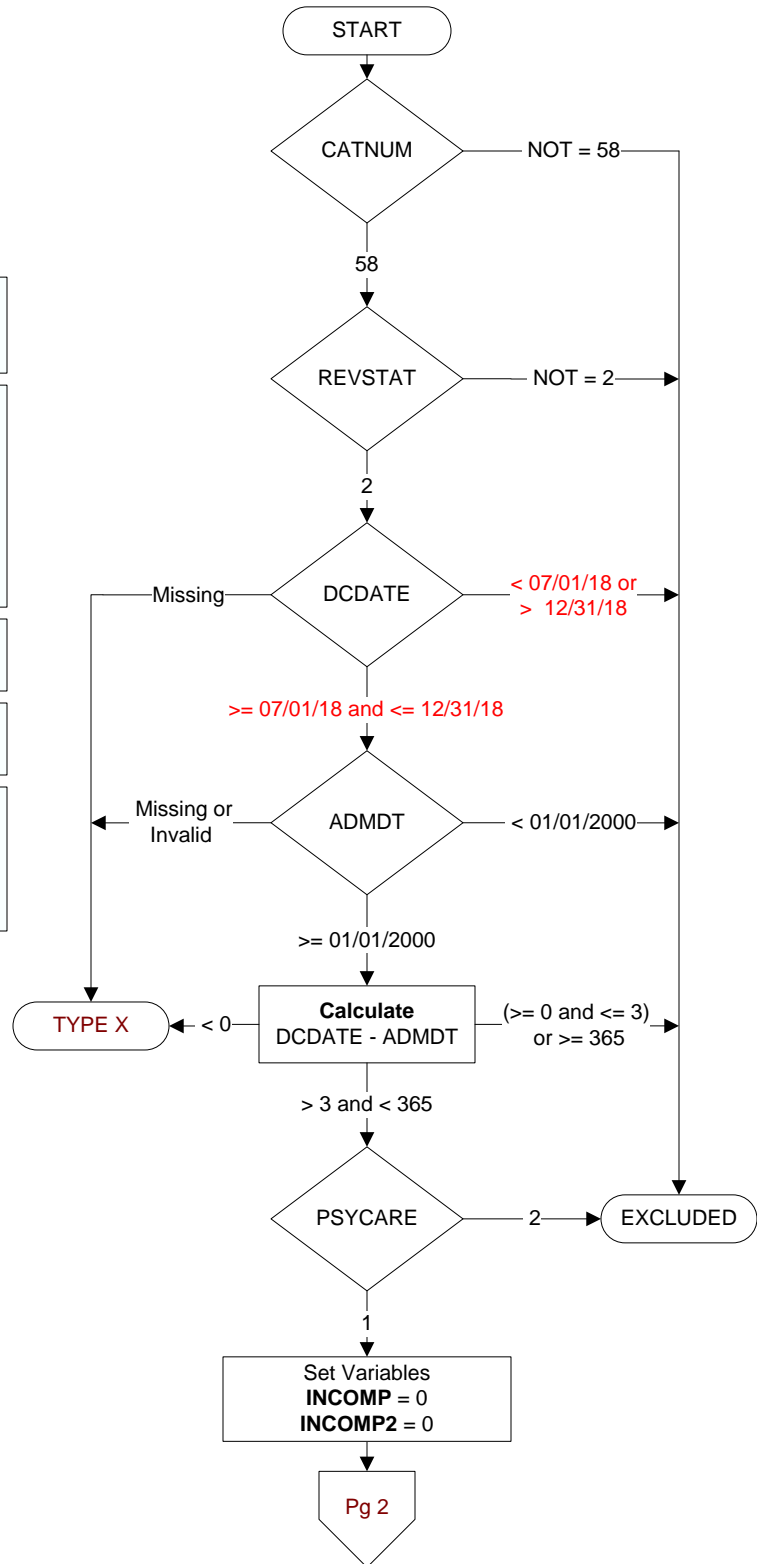 START
CATNUM
NOT = 58
58
REVSTAT
NOT = 2
2
Missing
DCDATE
< 07/01/18 or
> 12/31/18
>= 07/01/18 and <= 12/31/18
Missing or
Invalid
ADMDT
< 01/01/2000
>= 01/01/2000
TYPE X
< 0
Calculate
DCDATE - ADMDT
(>= 0 and <= 3)
or >= 365
> 3 and < 365
PSYCARE
2
EXCLUDED
1
Set Variables
INCOMP = 0
INCOMP2 = 0
Pg 2